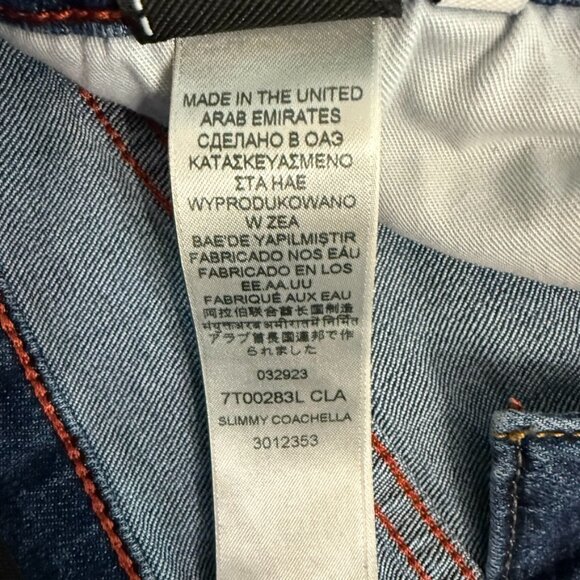 MADE IN THE UNITED
ARAB EMIRATES
СДЕЛАНО В ОАЭ
ΚΑΤΑΣΚΕΥΑΣΜΕΝΟ
ΣΤΑ ΗΑΕ
WYPRODUKOWANO
W ZEA
BAE'DE YAPILMIŞTIR
FABRICADO NOS EAU
FABRICADO EN LOS
EE.AA.UU
FABRIQUÉ AUX EAU
阿拉伯联合酋长国制造
संयुक्त अरब अमीरात में निर्मित
アラブ首長国連邦で作
られました
032923
7T00283L CLA
SLIMMY COACHELLA
3012353